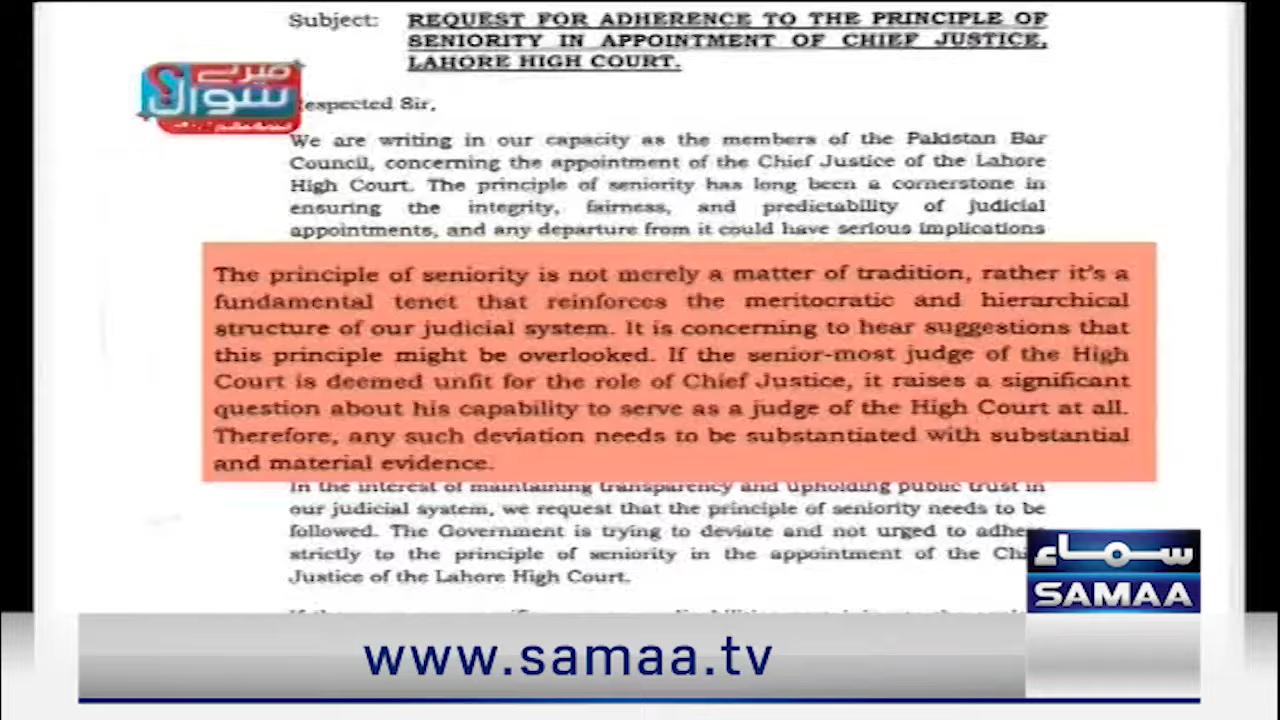 Subject: REQUEST FOR ADHERENCE TO THE PRINCIPLE OF
SENIORITY IN APPOINTMENT OF CHIEF JUSTICE,
LAHORE HIGH COURT.
میرے
سوال
espected Sir,
We are writing in our capacity as the members of the Pakistan Bar
Council, concerning the appointment of the Chief Justice of the Lahore
High Court. The principle of seniority has long been a cornerstone in
ensuring the integrity, fairness, and predictability of judicial
appointments, and any departure from it could have serious implications
The principle of seniority is not merely a matter of tradition, rather it's a
fundamental tenet that reinforces the meritocratic and hierarchical
structure of our judicial system. It is concerning to hear suggestions that
this principle might be overlooked. If the senior-most judge of the High
Court is deemed unfit for the role of Chief Justice, it raises a significant
question about his capability to serve as a judge of the High Court at all.
Therefore, any such deviation needs to be substantiated with substantial
and material evidence.
In the interest of maintaining transparency and upholding public trust in
our judicial system, we request that the principle of seniority needs to be
followed. The Government is trying to deviate and not urged to adhere
strictly to the principle of seniority in the appointment of the Chi
Justice of the Lahore High Court.
سماء
SAMAA
www.samaa.tv